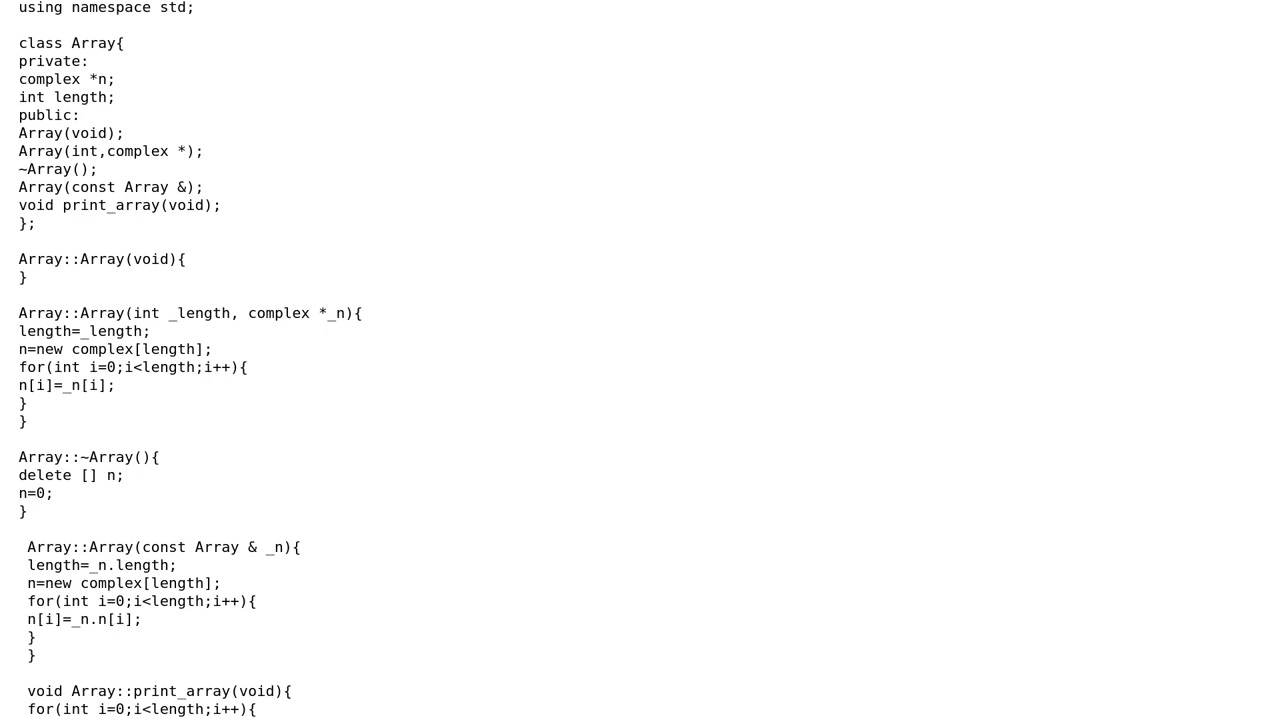 using namespace std;

class Array{
private:
complex *n;
int length;
public:
Array(void);
Array(int,complex *);
~Array();
Array(const Array &);
void print_array(void);
};

Array::Array(void){
}

Array::Array(int _length, complex *_n){
length=_length;
n=new complex[length];
for(int i=0;i<length;i++){
n[i]=_n[i];
}
}

Array::~Array(){
delete [] n;
n=0;
}

 Array::Array(const Array & _n){
 length=_n.length;
 n=new complex[length];
 for(int i=0;i<length;i++){
 n[i]=_n.n[i];
 }
 }

 void Array::print_array(void){
 for(int i=0;i<length;i++){